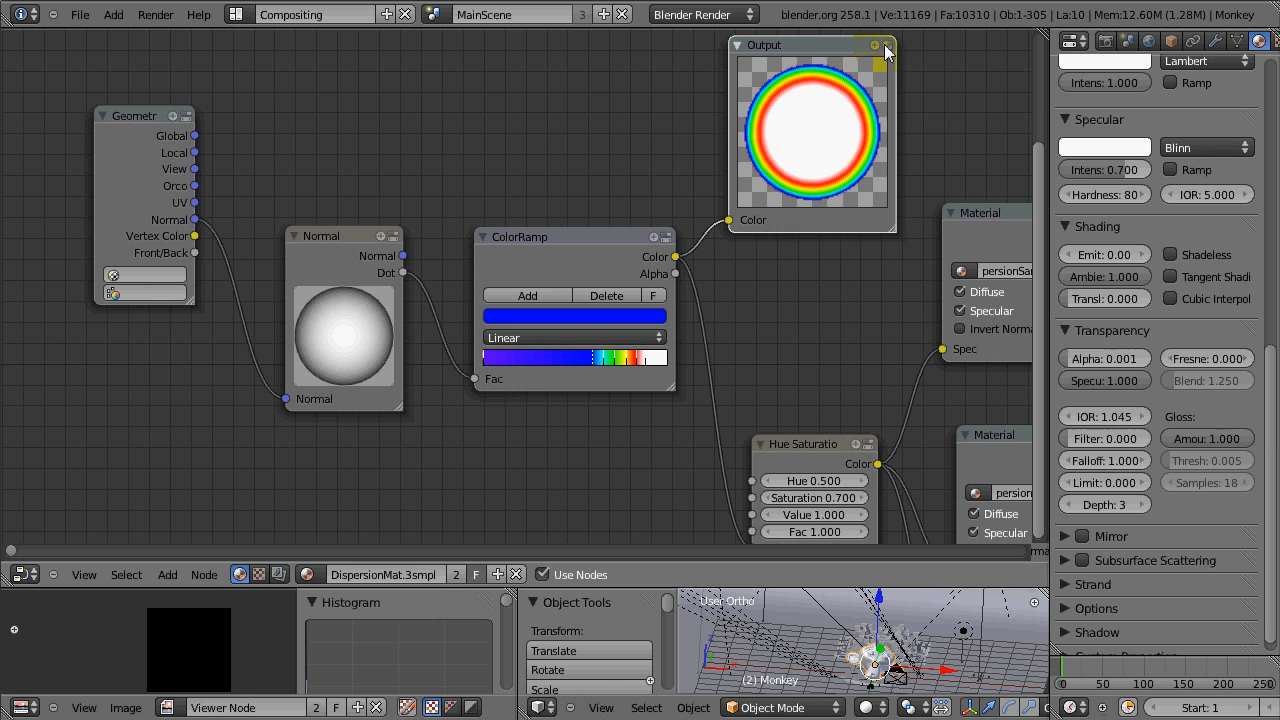 File Add Render Help Compositing MainScene 3 Blender Render blender.org 258.1 | Ve:11169 | Fa:10310 | Ob:1-305 | La:10 | Mem:12.60M (1.28M) | Monkey
Output
Color
Geometr
Global
Local
View
Orco
UV
Normal
Vertex Color
Front/Back
Normal
Normal
Dot
Normal
ColorRamp
Color
Alpha
Add Delete F
Linear
Fac
Hue Saturatio
Color
Hue 0.500
Saturation 0.700
Value 1.000
Fac 1.000
Material
persionSar
Diffuse
Specular
Invert Norma
Spec
Material
persion
Diffuse
Specular
Lambert
Intens: 1.000 Ramp
Specular
Blinn
Intens: 0.700 Ramp
Hardness: 80 IOR: 5.000
Shading
Emit: 0.00 Shadeless
Ambie: 1.000 Tangent Shadi
Transl: 0.000 Cubic Interpol
Transparency
Alpha: 0.001 Fresne: 0.000
Specu: 1.000 Blend: 1.250
IOR: 1.045 Gloss:
Filter: 0.000 Amou: 1.000
Falloff: 1.000 Thresh: 0.005
Limit: 0.000 Samples: 18
Depth: 3
Mirror
Subsurface Scattering
Strand
Options
Shadow
View Select Add Node DispersionMat.3smpl 2 F Use Nodes
Histogram
Object Tools
Transform:
Translate
Rotate
Scale
User Ortho
(2) Monkey
0 50 100 150 200 250
View Image Viewer Node 2 F
View Select Object Object Mode
Start: 1